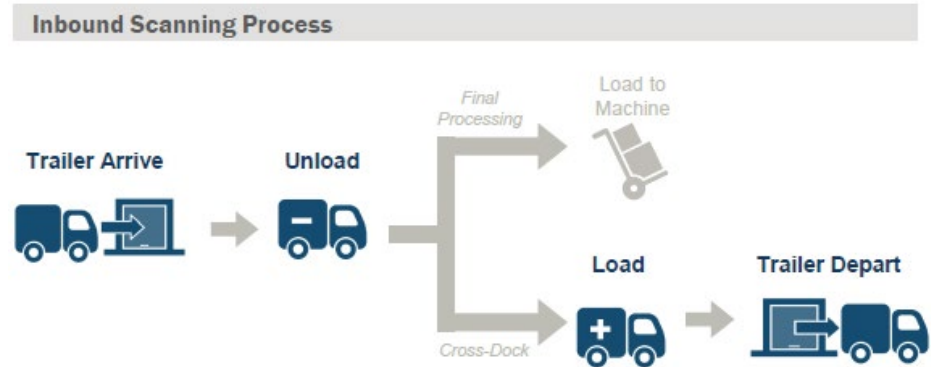 Inbound Scanning Process
Final
Processing
Load to
Machine
Trailer Arrive
Unload
Load
Trailer Depart
Cross-Dock